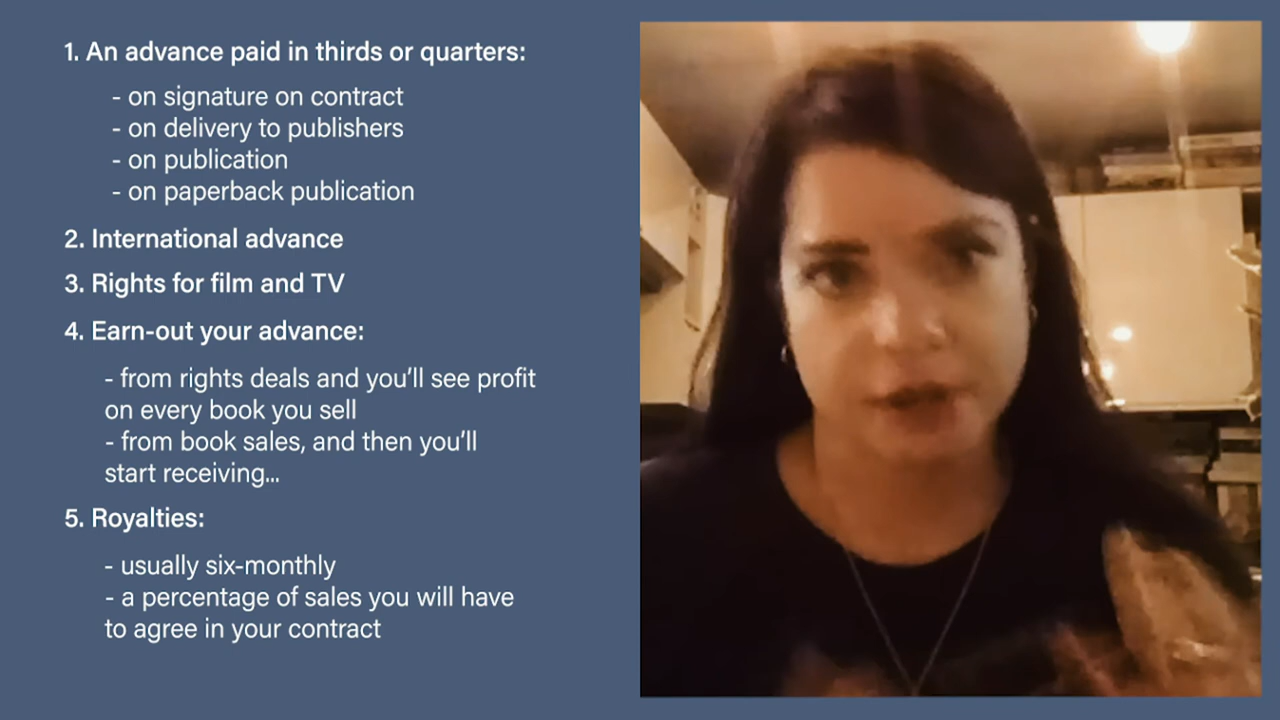 1. An advance paid in thirds or quarters:
- on signature on contract
- on delivery to publishers
- on publication
- on paperback publication
2. International advance
3. Rights for film and TV
4. Earn-out your advance:
- from rights deals and you'll see profit
on every book you sell
- from book sales, and then you'll
start receiving...
5. Royalties:
- usually six-monthly
- a percentage of sales you will have
to agree in your contract